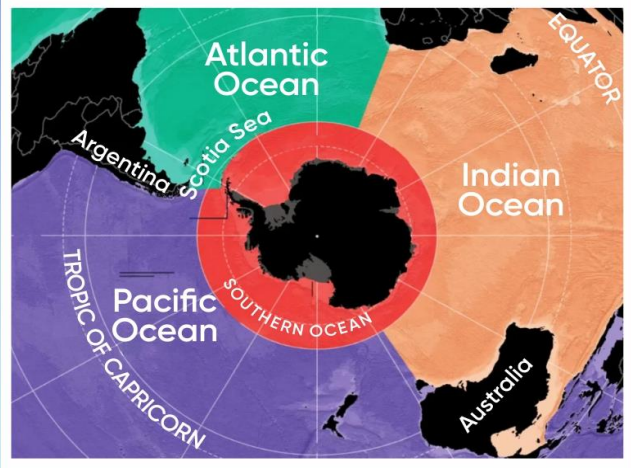 EQUATOR
Atlantic
Ocean
Scotia Sea
Argentina
Indian
Ocean
TROPIC OF CAPRICORN
Pacific
Ocean
SOUTHERN OCEAN
Australia